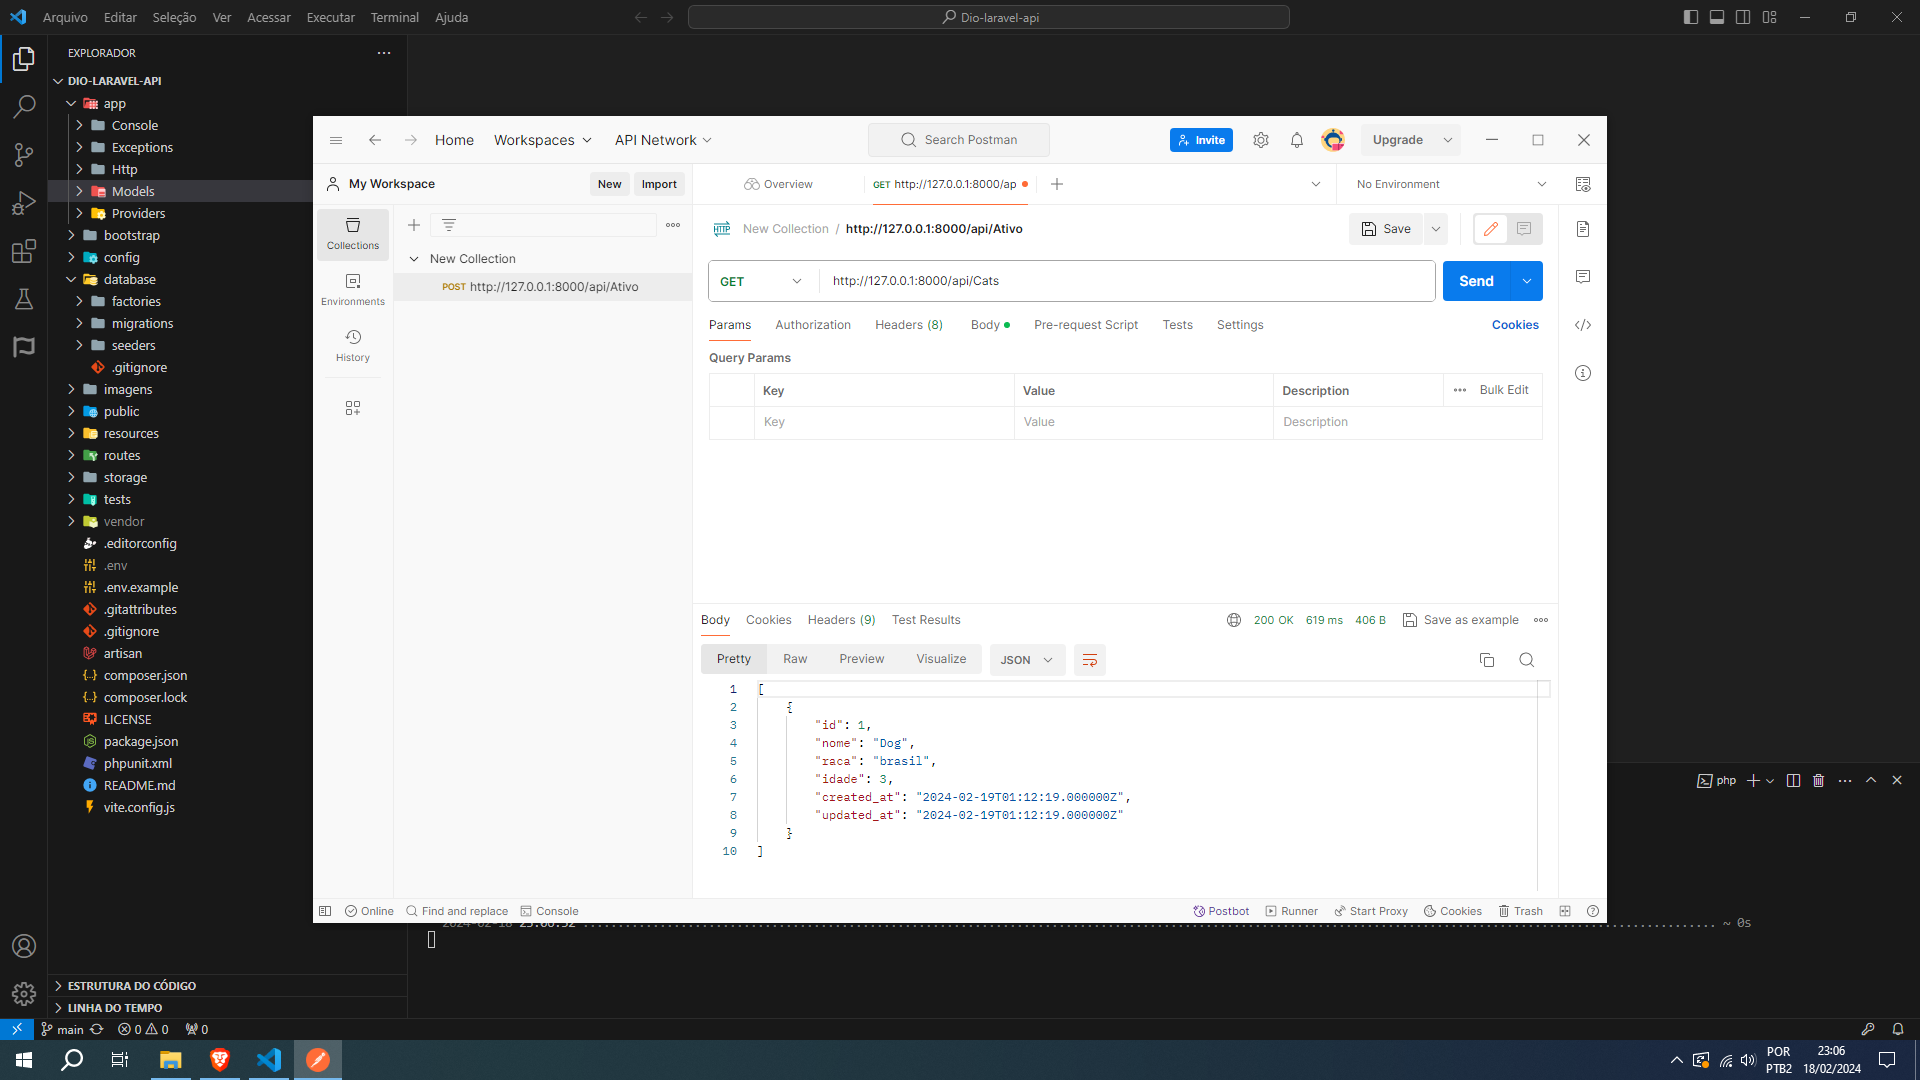 Arquivo Editar Seleção Ver Acessar Executar Terminal Ajuda
Dio-laravel-api
EXPLORADOR
DIO-LARAVEL-API
app
Console
Exceptions
Http
Models
Providers
bootstrap
config
database
factories
migrations
seeders
.gitignore
imagens
public
resources
routes
storage
tests
vendor
.editorconfig
.env
.env.example
.gitattributes
.gitignore
artisan
composer.json
composer.lock
LICENSE
package.json
phpunit.xml
README.md
vite.config.js
ESTRUTURA DO CÓDIGO
LINHA DO TEMPO
Home Workspaces API Network
Search Postman
Invite
Upgrade
My Workspace
New Import
Overview
GET http://127.0.0.1:8000/ap
No Environment
Collections
Environments
History
New Collection
POST http://127.0.0.1:8000/api/Ativo
HTTP New Collection / http://127.0.0.1:8000/api/Ativo
Save
GET http://127.0.0.1:8000/api/Cats
Send
Params Authorization Headers (8) Body Pre-request Script Tests Settings Cookies
Query Params
Key Value Description Bulk Edit
Key Value Description
Body Cookies Headers (9) Test Results 200 OK 619 ms 406 B Save as example
Pretty Raw Preview Visualize JSON
1 [
2 {
3 "id": 1,
4 "nome": "Dog",
5 "raca": "brasil",
6 "idade": 3,
7 "created_at": "2024-02-19T01:12:19.000000Z",
8 "updated_at": "2024-02-19T01:12:19.000000Z"
9 }
10 ]
Online Find and replace Console Postbot Runner Start Proxy Cookies Trash
php
~ 0s
main 0 0 0
POR
PTB2
23:06
18/02/2024